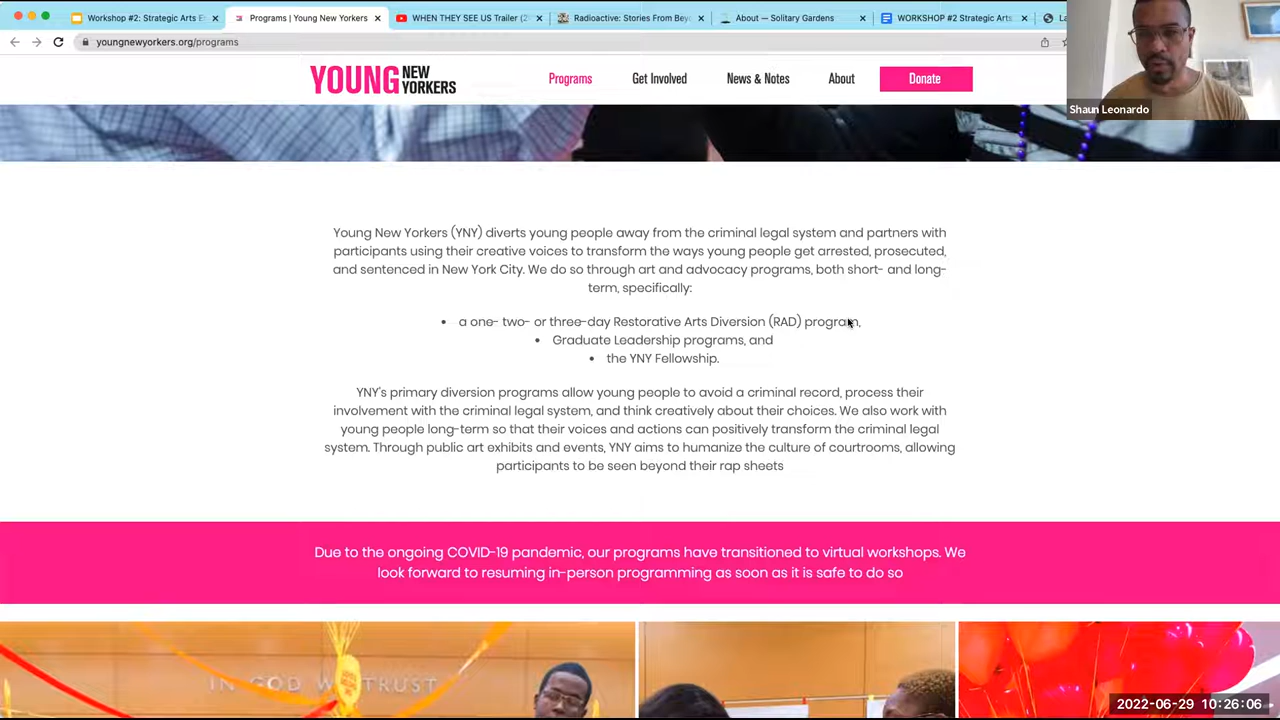 Workshop #2: Strategic Arts E
Programs | Young New Yorkers
WHEN THEY SEE US Trailer (2
Radioactive: Stories From Bey
About — Solitary Gardens
WORKSHOP #2 Strategic Arts
La
youngnewyorkers.org/programs
YOUNG NEW YORKERS
Programs
Get Involved
News & Notes
About
Donate
Shaun Leonardo
Young New Yorkers (YNY) diverts young people away from the criminal legal system and partners with
participants using their creative voices to transform the ways young people get arrested, prosecuted,
and sentenced in New York City. We do so through art and advocacy programs, both short- and long-
term, specifically:
• a one- two- or three-day Restorative Arts Diversion (RAD) program,
• Graduate Leadership programs, and
• the YNY Fellowship.
YNY's primary diversion programs allow young people to avoid a criminal record, process their
involvement with the criminal legal system, and think creatively about their choices. We also work with
young people long-term so that their voices and actions can positively transform the criminal legal
system. Through public art exhibits and events, YNY aims to humanize the culture of courtrooms, allowing
participants to be seen beyond their rap sheets
Due to the ongoing COVID-19 pandemic, our programs have transitioned to virtual workshops. We
look forward to resuming in-person programming as soon as it is safe to do so
IN GOD WE TRUST
2022-06-29 10:26:06